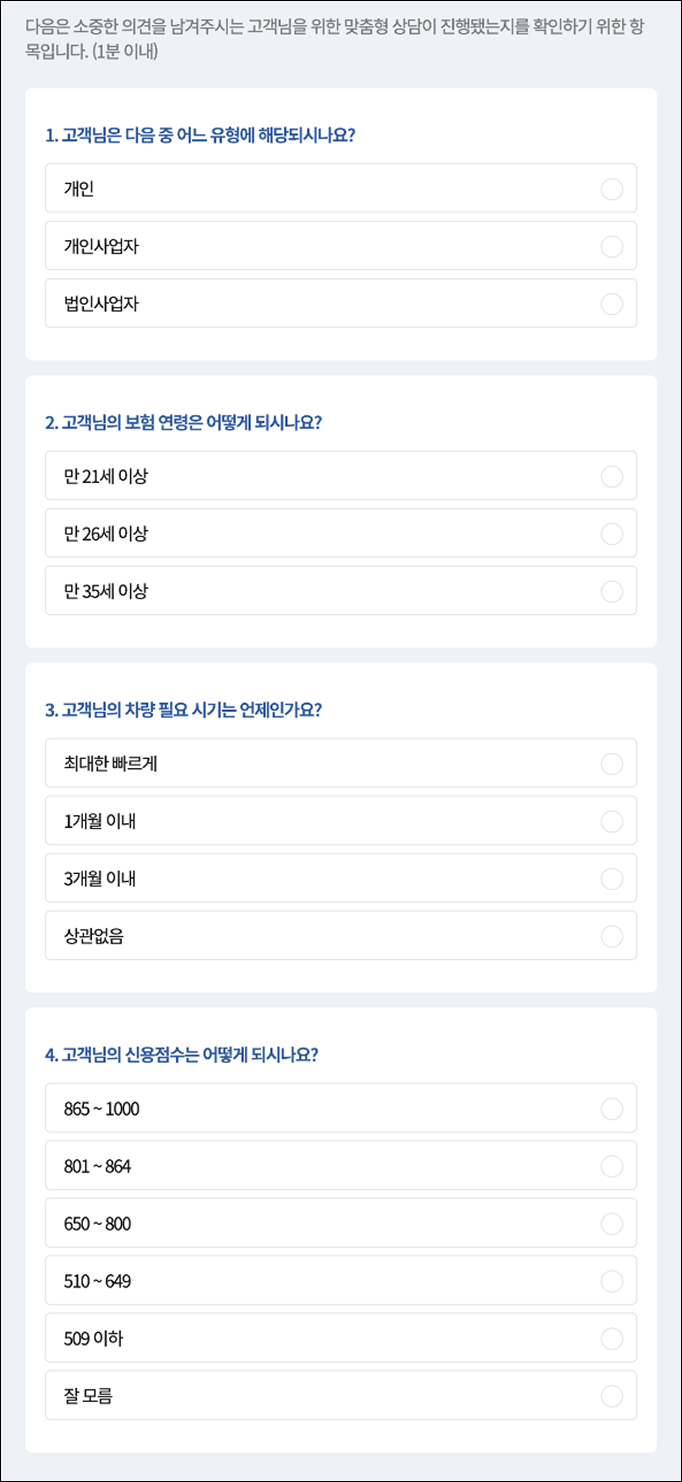 다음은 소중한 의견을 남겨주시는 고객님을 위한 맞춤형 상담이 진행됐는지를 확인하기 위한 항
목입니다. (1분 이내)
1. 고객님은 다음 중 어느 유형에 해당되시나요?
개인
개인사업자
법인사업자
2. 고객님의 보험 연령은 어떻게 되시나요?
만 21세 이상
만 26세 이상
만 35세 이상
3. 고객님의 차량 필요 시기는 언제인가요?
최대한 빠르게
1개월 이내
3개월 이내
상관없음
4. 고객님의 신용점수는 어떻게 되시나요?
865 ~ 1000
801 ~ 864
650 ~ 800
510 ~ 649
509 이하
잘 모름